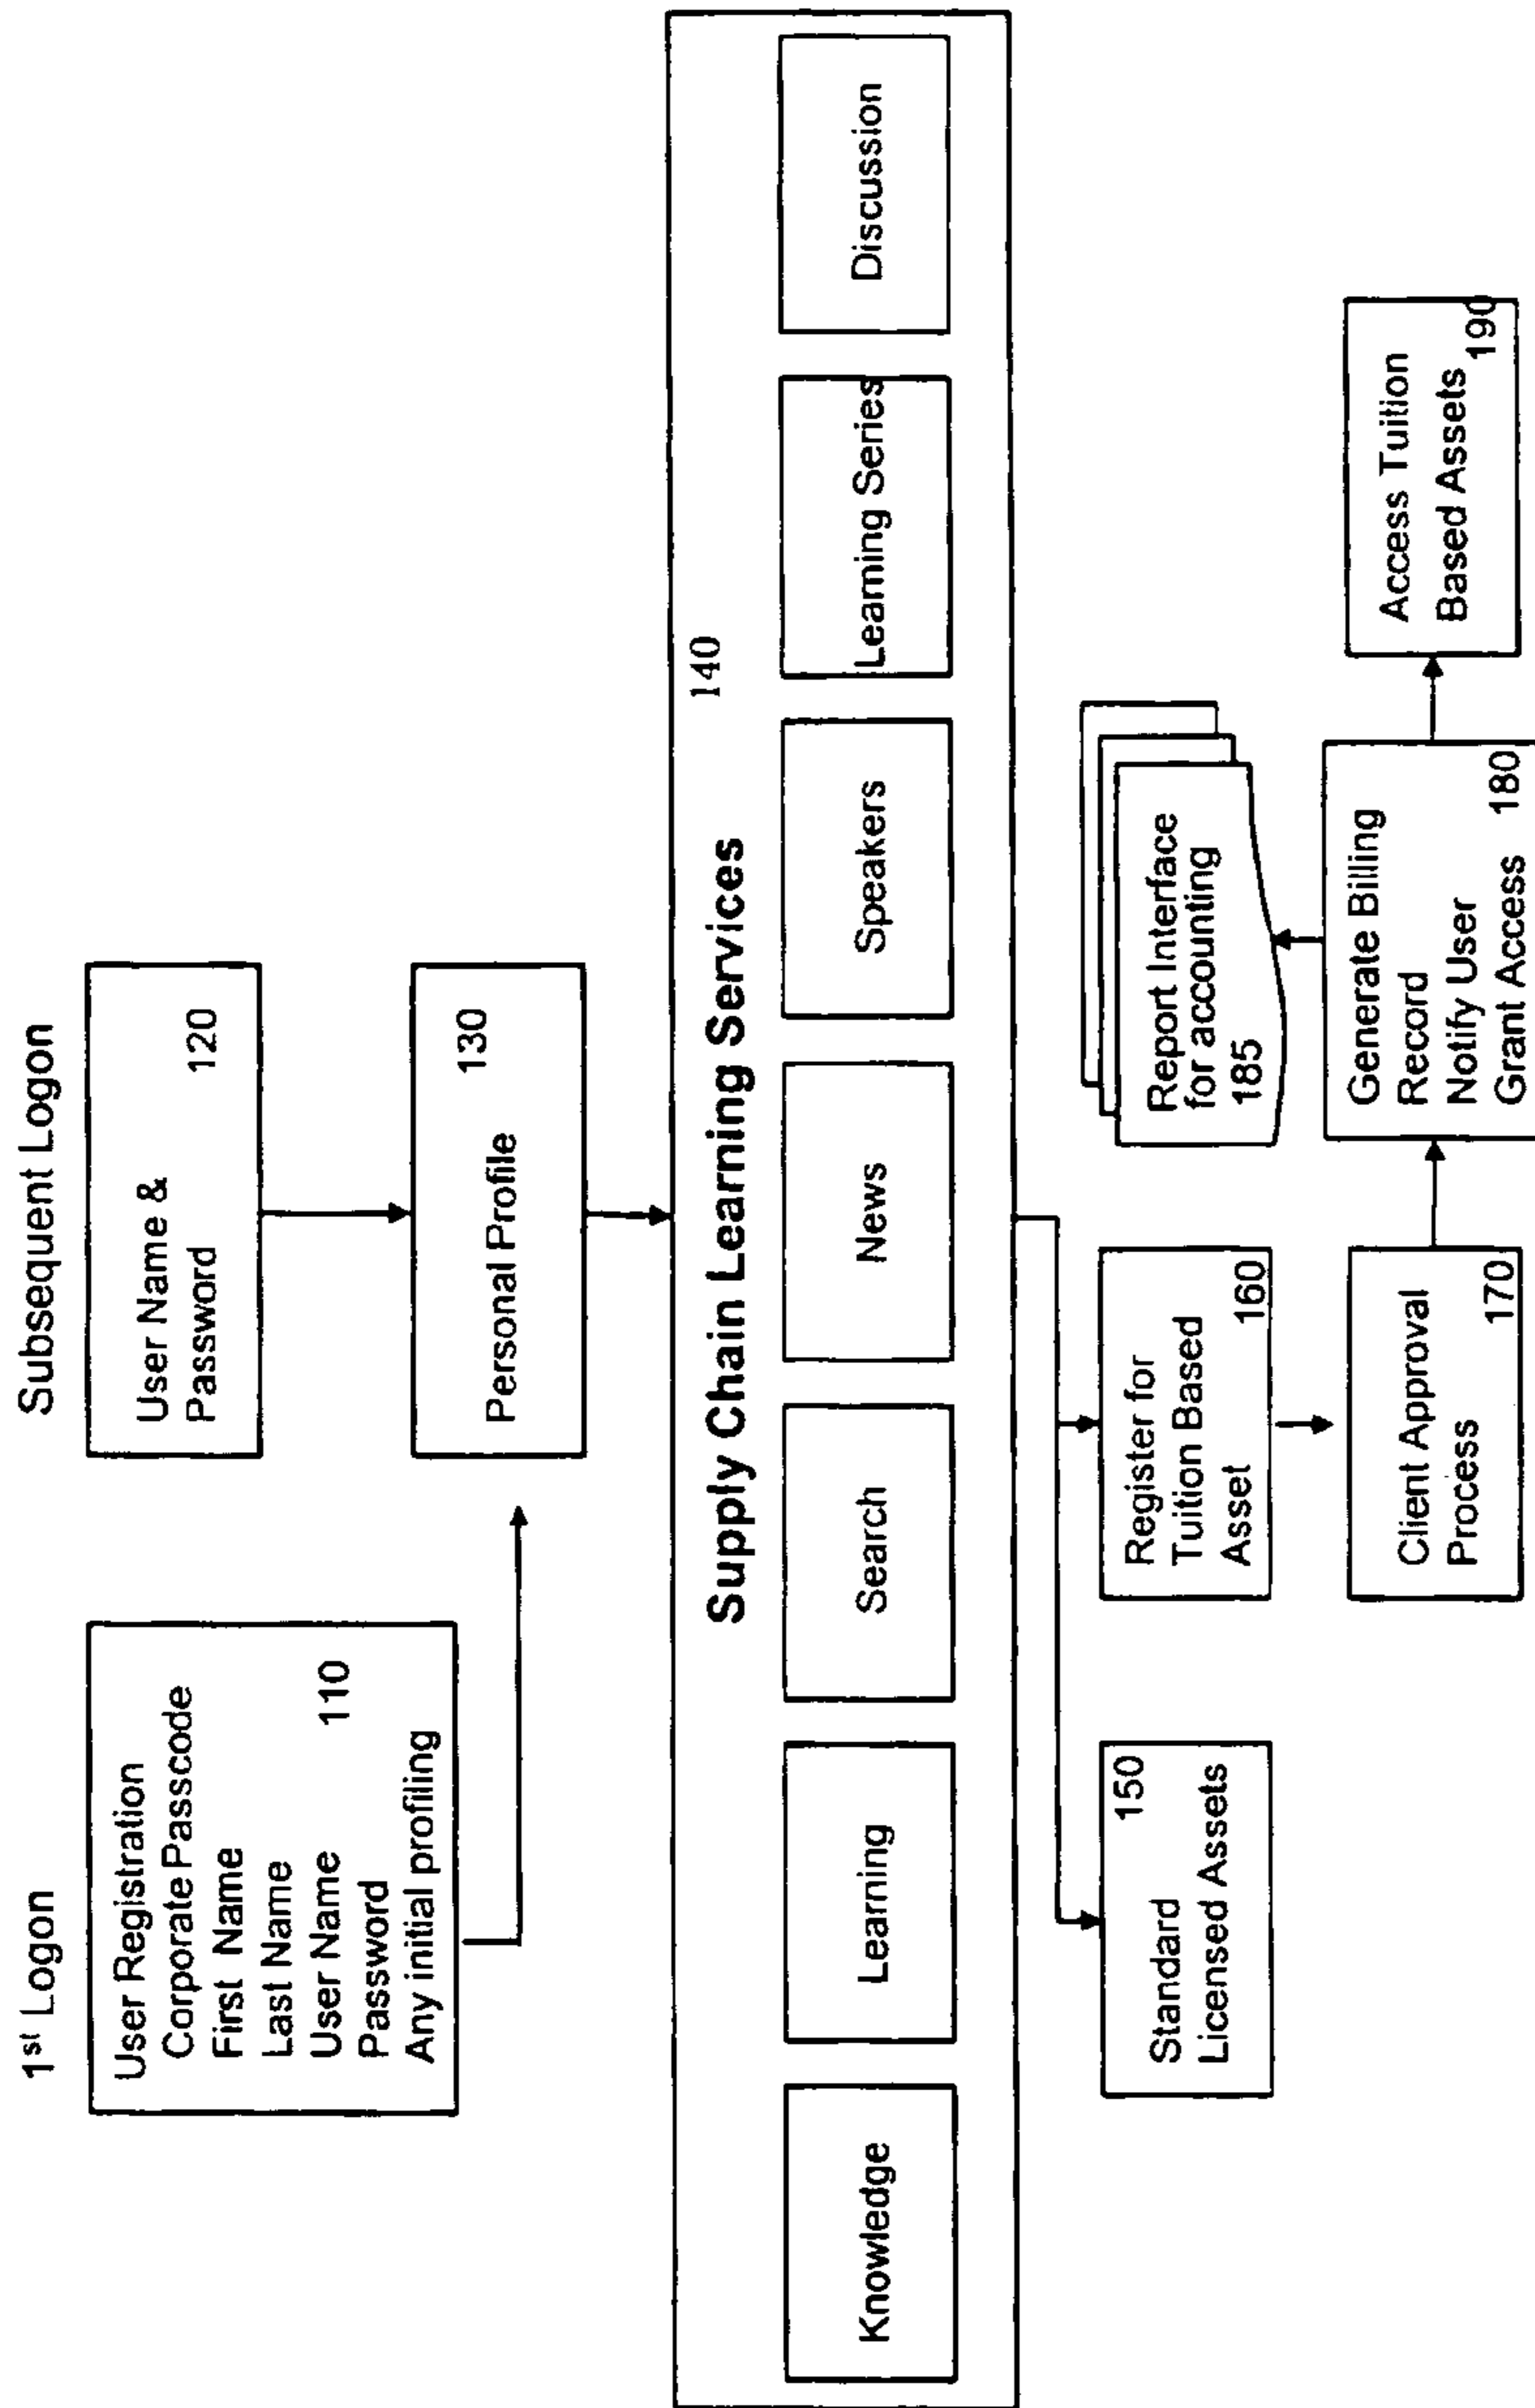 1st Logon
User Registration
Corporate Passcode
First Name
Last Name
User Name 110
Password
Any initial profiling
Subsequent Logon
User Name &
Password 120
Personal Profile 130
140
Supply Chain Learning Services
Knowledge
Learning
Search
News
Speakers
Learning Series
Discussion
150
Standard
Licensed Assets
Register for
Tuition Based
Asset 160
Client Approval
Process 170
Report Interface
for accounting
185
Generate Billing
Record
Notify User
Grant Access 180
Access Tuition
Based Assets 190